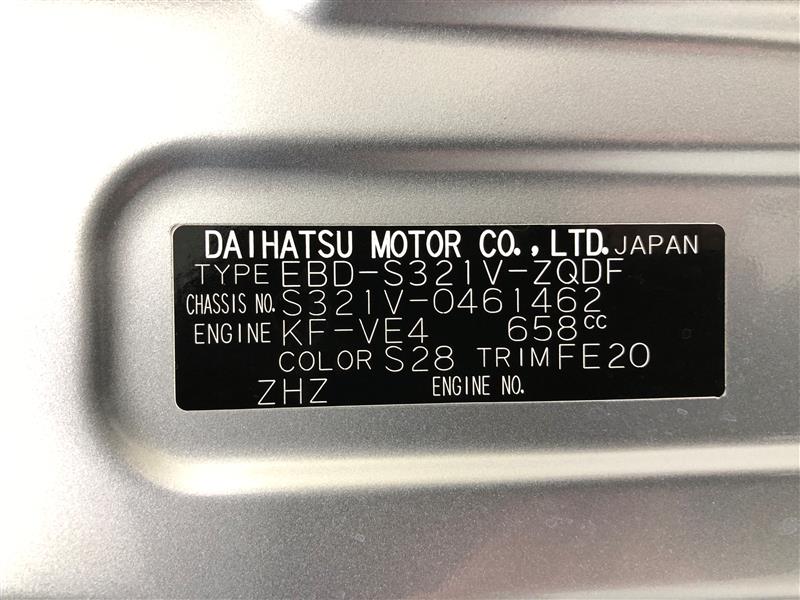 DAIHATSU MOTOR CO.,LTD. JAPAN
TYPE EBD-S321V-ZQDF
CHASSIS NO. S321V-0461462
ENGINE KF-VE4 658cc
COLOR S28 TRIM FE20
ZHZ ENGINE NO.